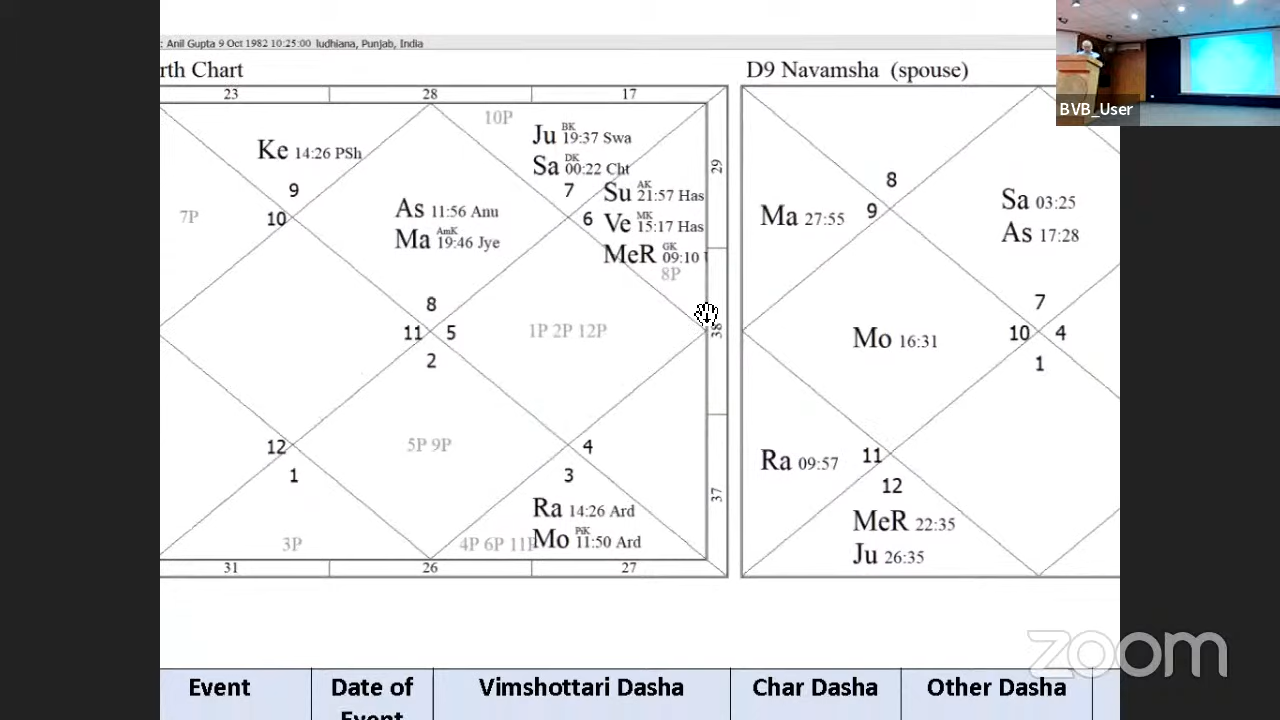 : Anil Gupta 9 Oct 1982 10:25:00 ludhiana, Punjab, India
BVB_User
rth Chart
23 28 17
10P
Ke 14:26 PSh
Ju BK 19:37 Swa
Sa DK 00:22 Cht
29
9
7
Su AK 21:57 Has
7P
10
As 11:56 Anu
6
Ve MK 15:17 Has
Ma AmK 19:46 Jye
MeR GK 09:10
8P
8
11 5
1P 2P 12P
38
2
12
5P 9P
4
1
3
37
Ra 14:26 Ard
3P
4P 6P 11P
Mo PiK 11:50 Ard
31 26 27
D9 Navamsha (spouse)
8
Sa 03:25
Ma 27:55
9
As 17:28
7
Mo 16:31
10 4
1
Ra 09:57
11
12
MeR 22:35
Ju 26:35
zoom
Event Date of Vimshottari Dasha Char Dasha Other Dasha
Event